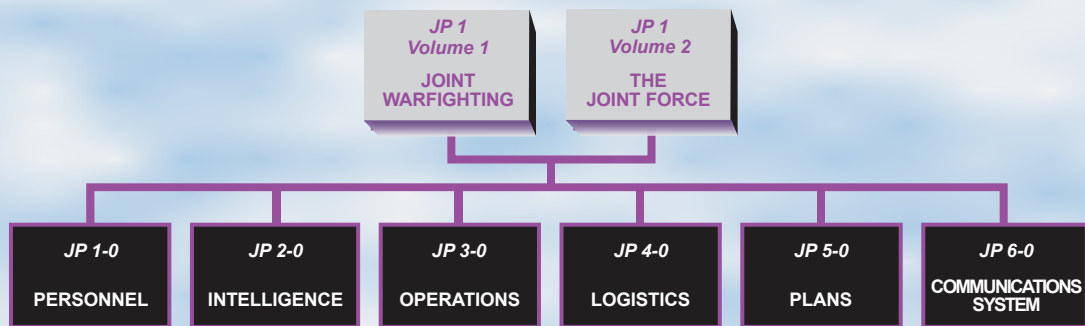 JP 1
Volume 1
JOINT
WARFIGHTING
JP 1
Volume 2
THE
JOINT FORCE
JP 1-0
PERSONNEL
JP 2-0
INTELLIGENCE
JP 3-0
OPERATIONS
JP 4-0
LOGISTICS
JP 5-0
PLANS
JP 6-0
COMMUNICATIONS
SYSTEM